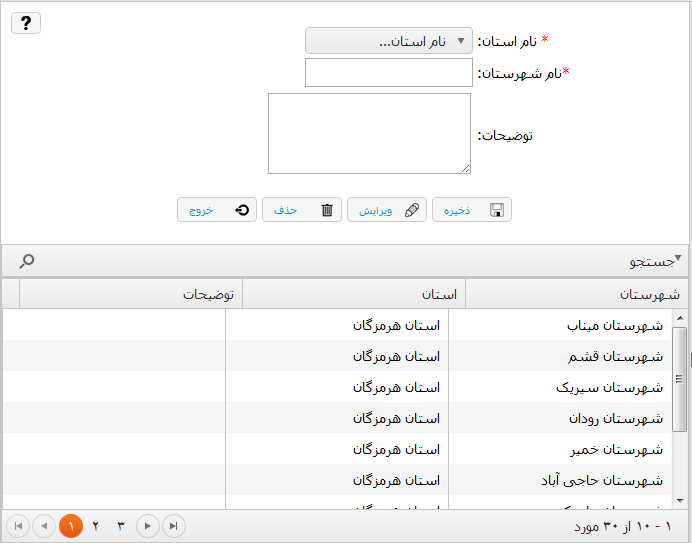 ?
* نام استان: نام استان...
*نام شهرستان:
توضیحات:
ذخیره ویرایش حذف خروج
جستجو
شهرستان استان توضیحات
شهرستان میناب استان هرمزگان
شهرستان قشم استان هرمزگان
شهرستان سیریک استان هرمزگان
شهرستان رودان استان هرمزگان
شهرستان خمیر استان هرمزگان
شهرستان حاجی آباد استان هرمزگان
۱ - ۱۰ از ۳۰ مورد ۳ ۲ ۱